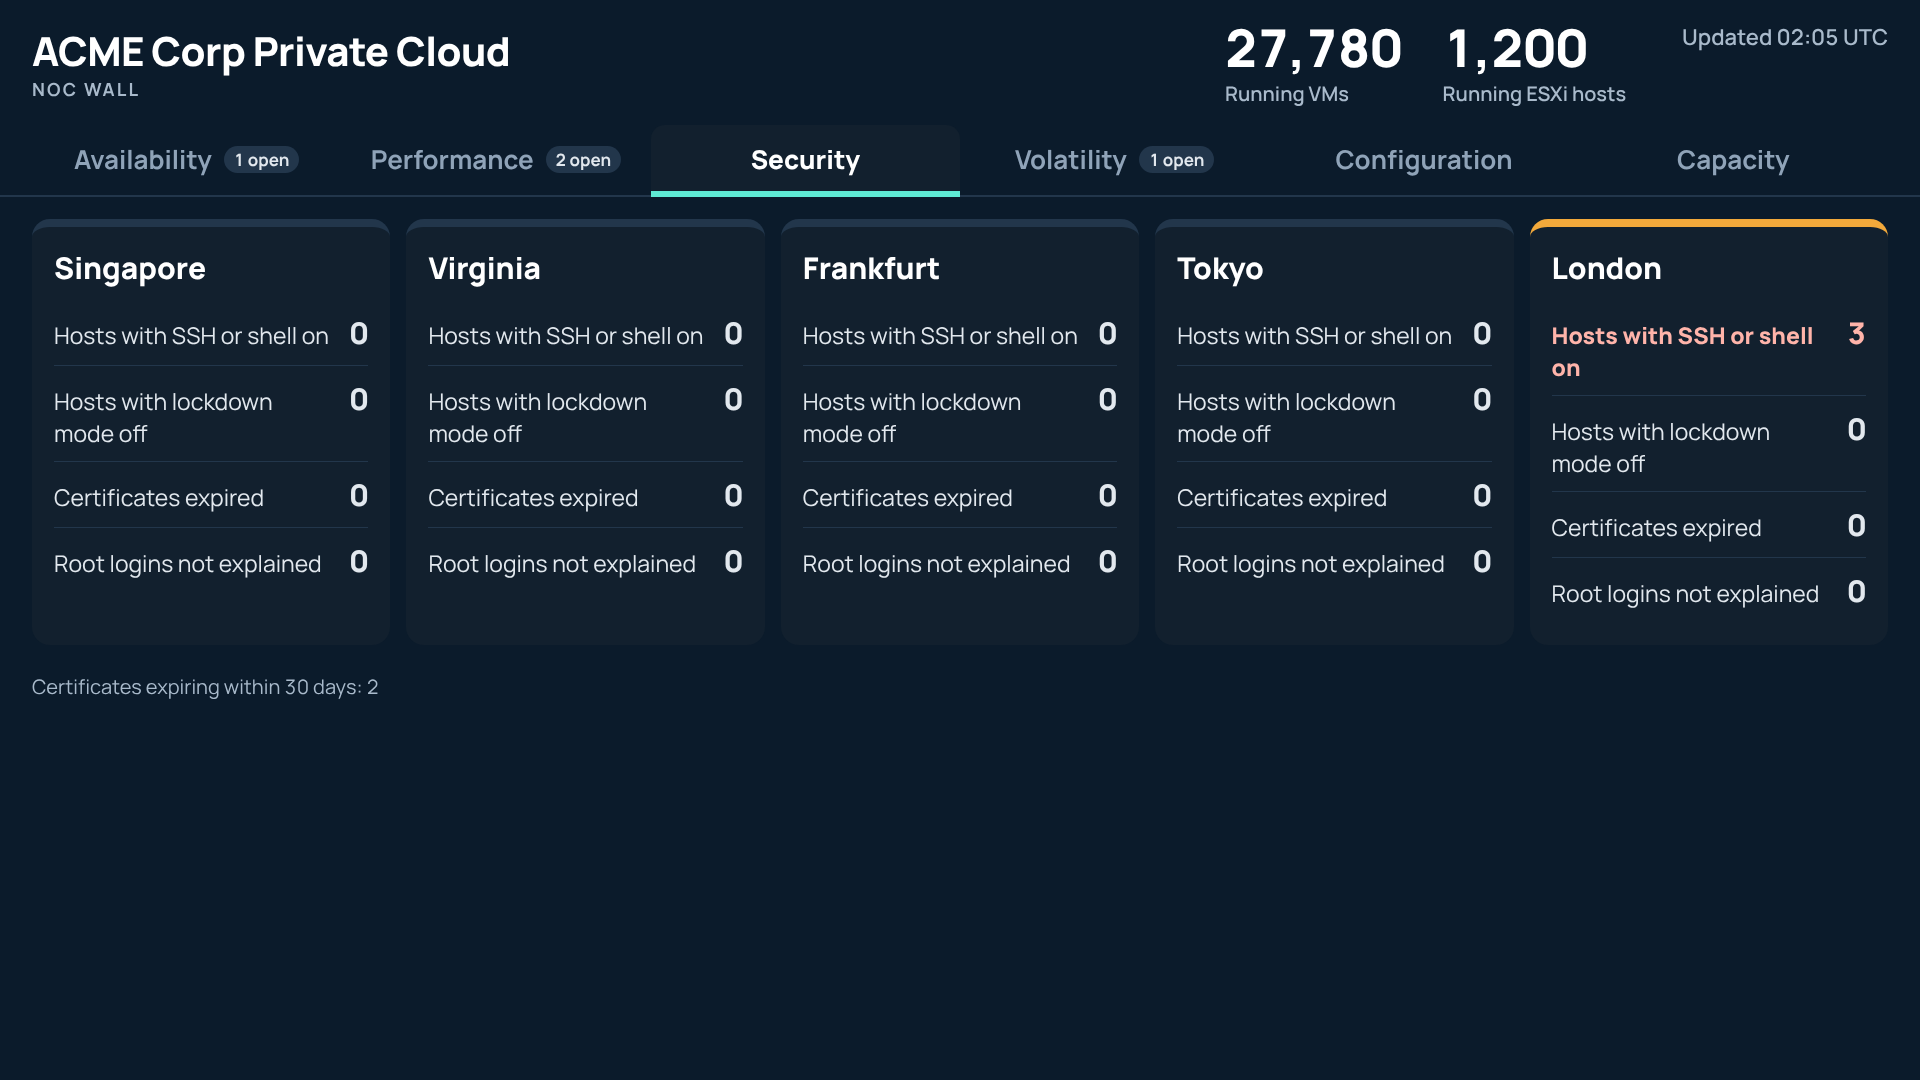 ACME Corp Private Cloud
NOC WALL
27,780
Running VMs
1,200
Running ESXi hosts
Updated 02:05 UTC
Availability 1 open
Performance 2 open
Security
Volatility 1 open
Configuration
Capacity
Singapore
Hosts with SSH or shell on 0
Hosts with lockdown 0
mode off
Certificates expired 0
Root logins not explained 0
Virginia
Hosts with SSH or shell on 0
Hosts with lockdown 0
mode off
Certificates expired 0
Root logins not explained 0
Frankfurt
Hosts with SSH or shell on 0
Hosts with lockdown 0
mode off
Certificates expired 0
Root logins not explained 0
Tokyo
Hosts with SSH or shell on 0
Hosts with lockdown 0
mode off
Certificates expired 0
Root logins not explained 0
London
Hosts with SSH or shell 3
on
Hosts with lockdown 0
mode off
Certificates expired 0
Root logins not explained 0
Certificates expiring within 30 days: 2